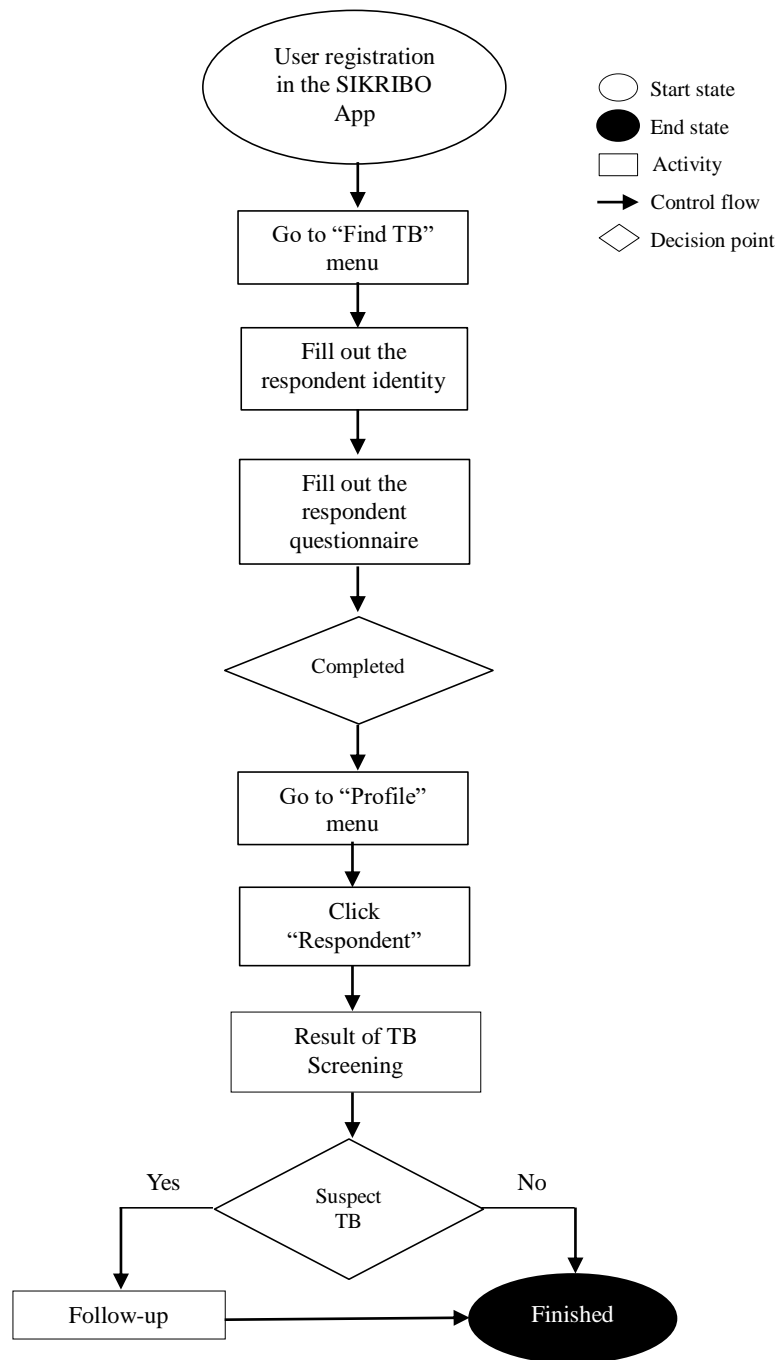 User registration
in the SIKRIBO
App
Start state
End state
Activity
Control flow
Decision point
Go to “Find TB”
menu
Fill out the
respondent identity
Fill out the
respondent
questionnaire
Completed
Go to “Profile”
menu
Click
“Respondent”
Result of TB
Screening
Yes
Suspect
TB
No
Follow-up
Finished